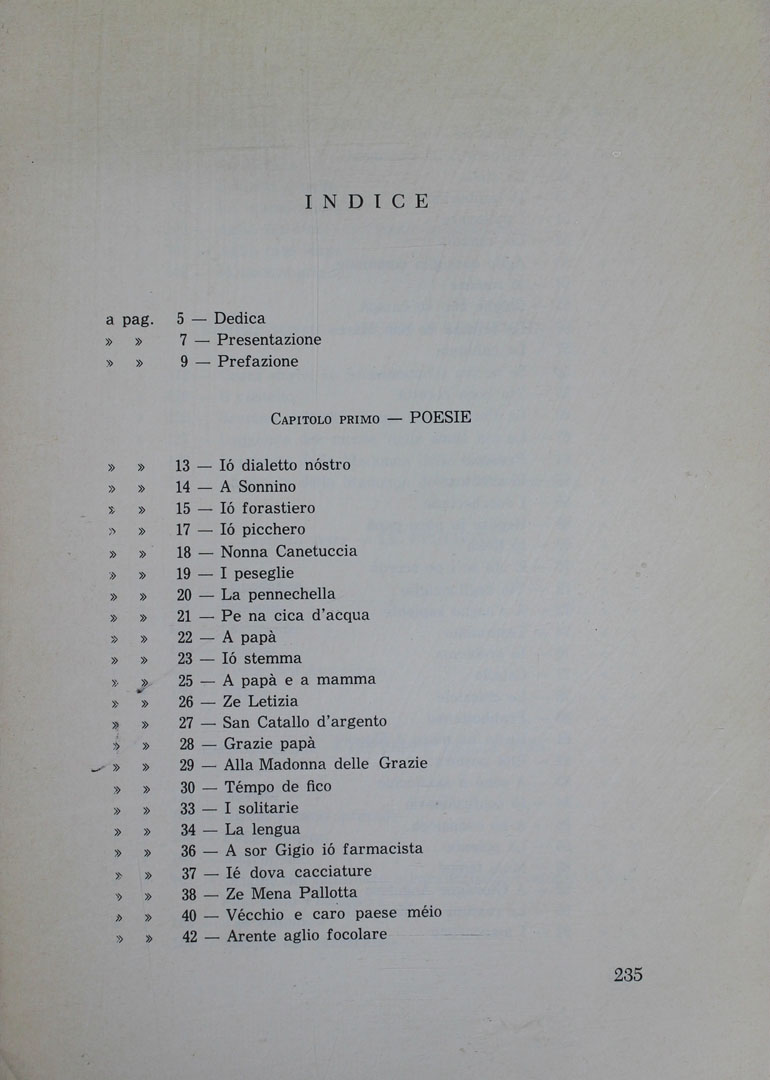 INDICE
a pag. 5 — Dedica
» » 7 — Presentazione
» » 9 — Prefazione
Capitolo primo — POESIE
» » 13 — Ió dialetto nóstro
» » 14 — A Sonnino
» » 15 — Ió forastiero
» » 17 — Ió picchero
» » 18 — Nonna Canetuccia
» » 19 — I peseglie
» » 20 — La pennechella
» » 21 — Pe na cica d'acqua
» » 22 — A papà
» » 23 — Ió stemma
» » 25 — A papà e a mamma
» » 26 — Ze Letizia
» » 27 — San Catallo d'argento
» » 28 — Grazie papà
» » 29 — Alla Madonna delle Grazie
» » 30 — Témpo de fico
» » 33 — I solitarie
» » 34 — La lengua
» » 36 — A sor Gigio ió farmacista
» » 37 — Ié dova cacciature
» » 38 — Ze Mena Pallotta
» » 40 — Vécchio e caro paese méio
» » 42 — Arente aglio focolare
235